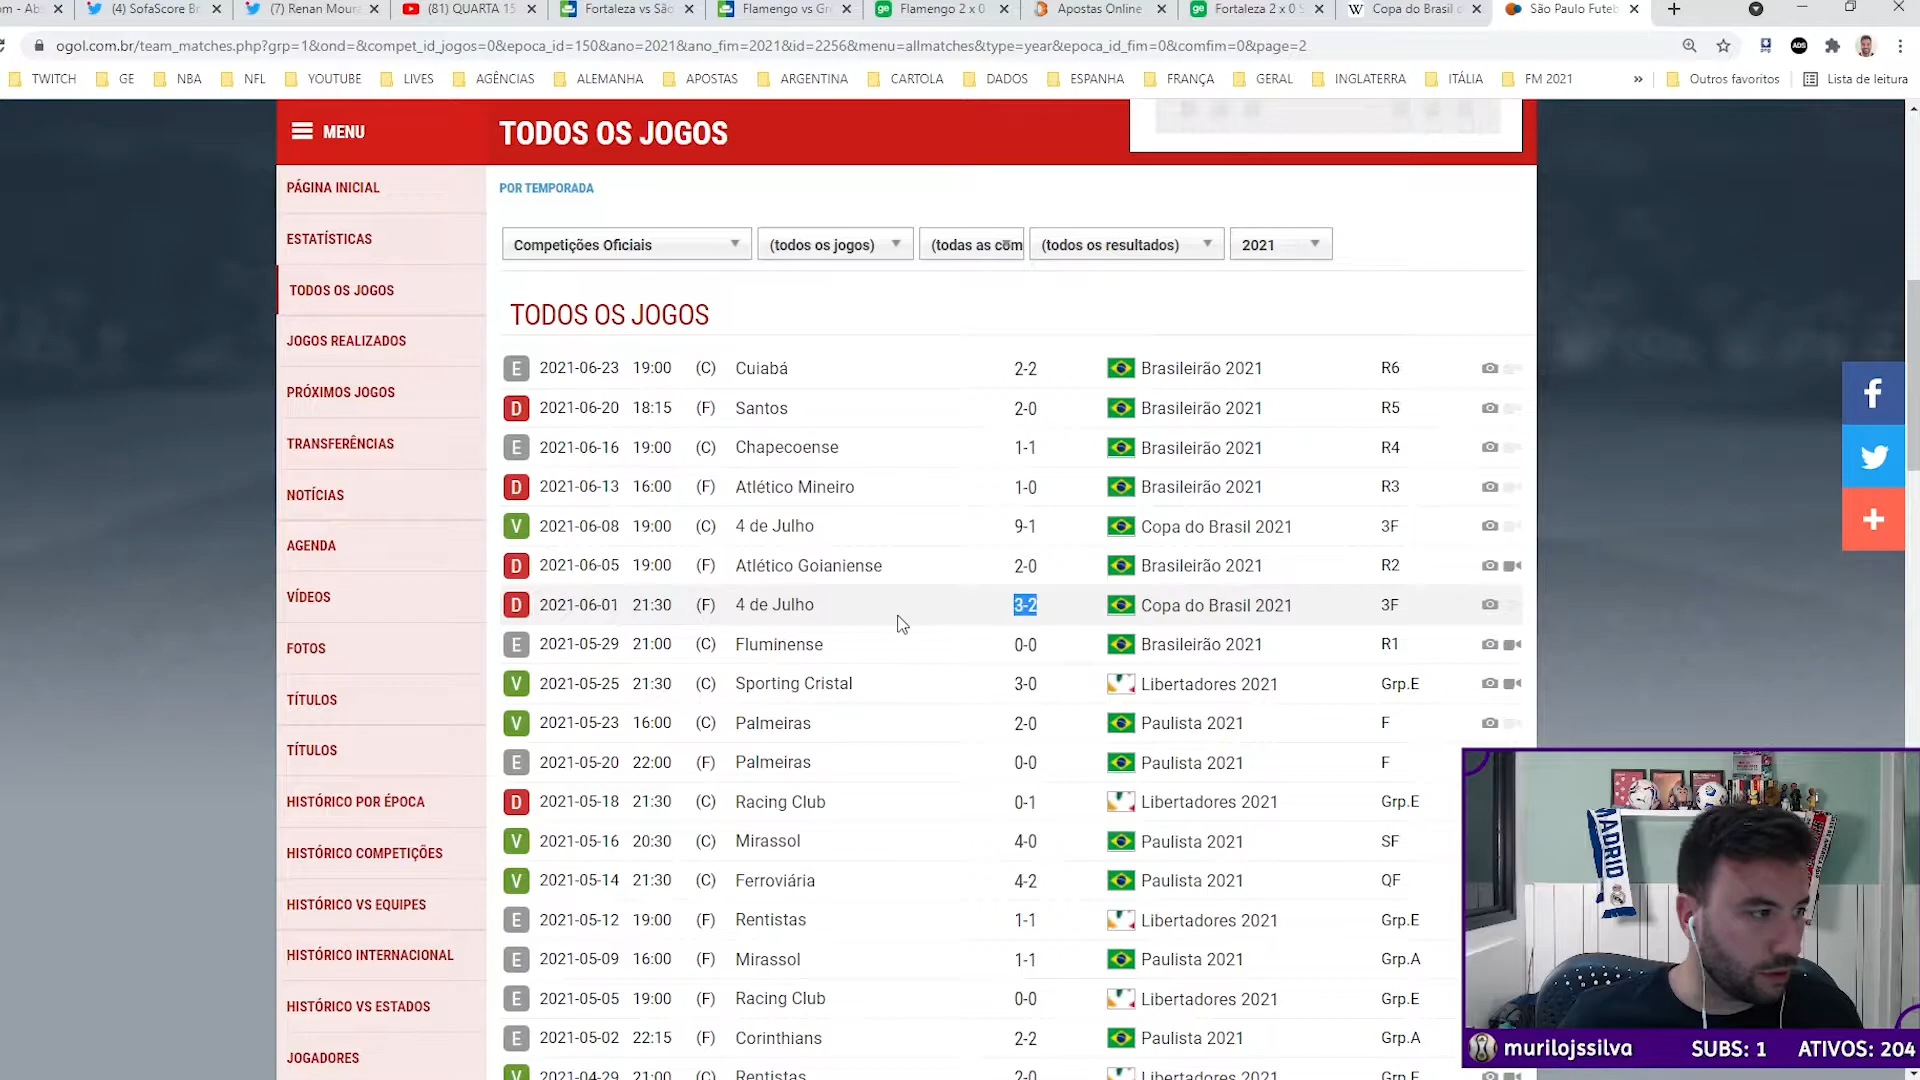 om - Abs
(4) SofaScore Br
(7) Renan Moura
(81) QUARTA 15
Fortaleza vs São
Flamengo vs Gr
Flamengo 2 x 0
Apostas Online
Fortaleza 2 x 0 S
Copa do Brasil d
São Paulo Futeb
ogol.com.br/team_matches.php?grp=1&ond=&compet_id_jogos=0&epoca_id=150&ano=2021&ano_fim=2021&id=2256&menu=allmatches&type=year&epoca_id_fim=0&comfim=0&page=2
TWITCH GE NBA NFL YOUTUBE LIVES AGÊNCIAS ALEMANHA APOSTAS ARGENTINA CARTOLA DADOS ESPANHA FRANÇA GERAL INGLATERRA ITÁLIA FM 2021 » Outros favoritos Lista de leitura
MENU
TODOS OS JOGOS
PÁGINA INICIAL
ESTATÍSTICAS
TODOS OS JOGOS
JOGOS REALIZADOS
PRÓXIMOS JOGOS
TRANSFERÊNCIAS
NOTÍCIAS
AGENDA
VÍDEOS
FOTOS
TÍTULOS
TÍTULOS
HISTÓRICO POR ÉPOCA
HISTÓRICO COMPETIÇÕES
HISTÓRICO VS EQUIPES
HISTÓRICO INTERNACIONAL
HISTÓRICO VS ESTADOS
JOGADORES
POR TEMPORADA
Competições Oficiais (todos os jogos) (todas as com (todos os resultados) 2021
TODOS OS JOGOS
E 2021-06-23 19:00 (C) Cuiabá 2-2 Brasileirão 2021 R6
D 2021-06-20 18:15 (F) Santos 2-0 Brasileirão 2021 R5
E 2021-06-16 19:00 (C) Chapecoense 1-1 Brasileirão 2021 R4
D 2021-06-13 16:00 (F) Atlético Mineiro 1-0 Brasileirão 2021 R3
V 2021-06-08 19:00 (C) 4 de Julho 9-1 Copa do Brasil 2021 3F
D 2021-06-05 19:00 (F) Atlético Goianiense 2-0 Brasileirão 2021 R2
D 2021-06-01 21:30 (F) 4 de Julho 3-2 Copa do Brasil 2021 3F
E 2021-05-29 21:00 (C) Fluminense 0-0 Brasileirão 2021 R1
V 2021-05-25 21:30 (C) Sporting Cristal 3-0 Libertadores 2021 Grp.E
V 2021-05-23 16:00 (C) Palmeiras 2-0 Paulista 2021 F
E 2021-05-20 22:00 (F) Palmeiras 0-0 Paulista 2021 F
D 2021-05-18 21:30 (C) Racing Club 0-1 Libertadores 2021 Grp.E
V 2021-05-16 20:30 (C) Mirassol 4-0 Paulista 2021 SF
V 2021-05-14 21:30 (C) Ferroviária 4-2 Paulista 2021 QF
E 2021-05-12 19:00 (F) Rentistas 1-1 Libertadores 2021 Grp.E
E 2021-05-09 16:00 (F) Mirassol 1-1 Paulista 2021 Grp.A
E 2021-05-05 19:00 (F) Racing Club 0-0 Libertadores 2021 Grp.E
E 2021-05-02 22:15 (F) Corinthians 2-2 Paulista 2021 Grp.A
V 2021-04-29 21:00 (C) Rentistas 2-0 Libertadores 2021 Grp.E
MADRID
murilojssilva SUBS: 1 ATIVOS: 204